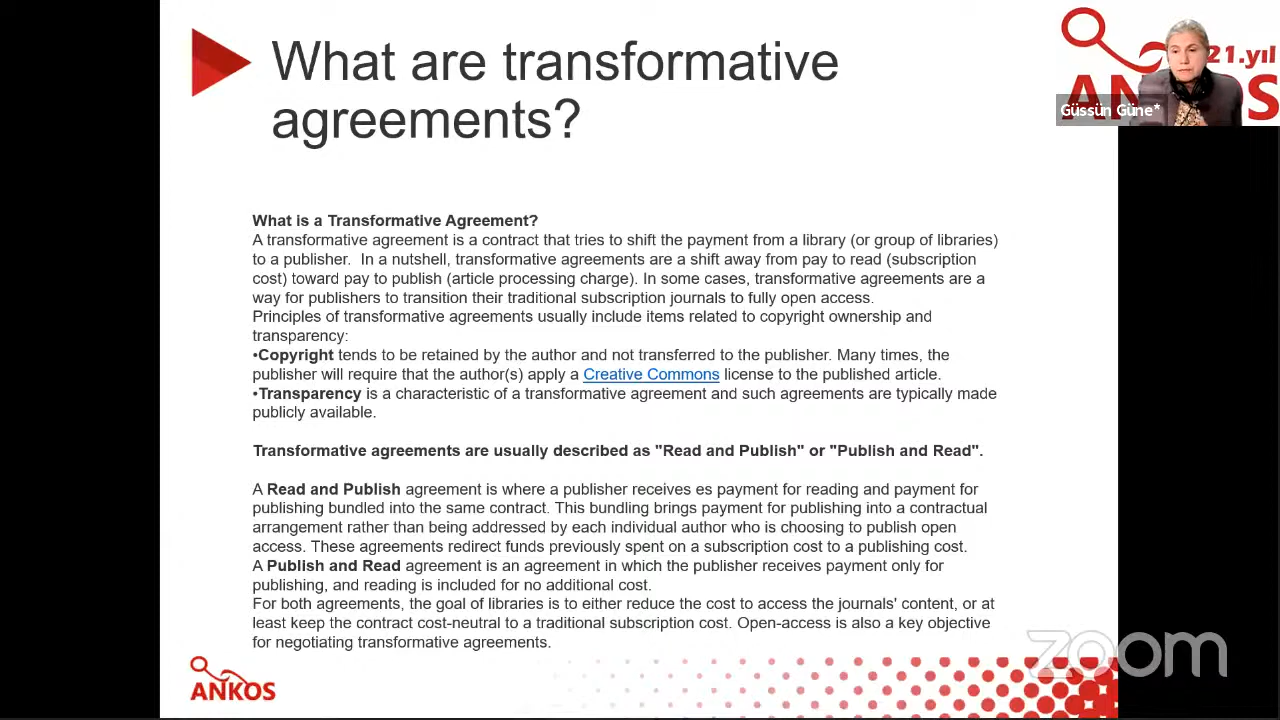 What are transformative
agreements?
21.yıl
ANKOS
Güssün Güne*
What is a Transformative Agreement?
A transformative agreement is a contract that tries to shift the payment from a library (or group of libraries)
to a publisher. In a nutshell, transformative agreements are a shift away from pay to read (subscription
cost) toward pay to publish (article processing charge). In some cases, transformative agreements are a
way for publishers to transition their traditional subscription journals to fully open access.
Principles of transformative agreements usually include items related to copyright ownership and
transparency:
•Copyright tends to be retained by the author and not transferred to the publisher. Many times, the
publisher will require that the author(s) apply a Creative Commons license to the published article.
•Transparency is a characteristic of a transformative agreement and such agreements are typically made
publicly available.
Transformative agreements are usually described as "Read and Publish" or "Publish and Read".
A Read and Publish agreement is where a publisher receives es payment for reading and payment for
publishing bundled into the same contract. This bundling brings payment for publishing into a contractual
arrangement rather than being addressed by each individual author who is choosing to publish open
access. These agreements redirect funds previously spent on a subscription cost to a publishing cost.
A Publish and Read agreement is an agreement in which the publisher receives payment only for
publishing, and reading is included for no additional cost.
For both agreements, the goal of libraries is to either reduce the cost to access the journals' content, or at
least keep the contract cost-neutral to a traditional subscription cost. Open-access is also a key objective
for negotiating transformative agreements.
zoom
ANKOS